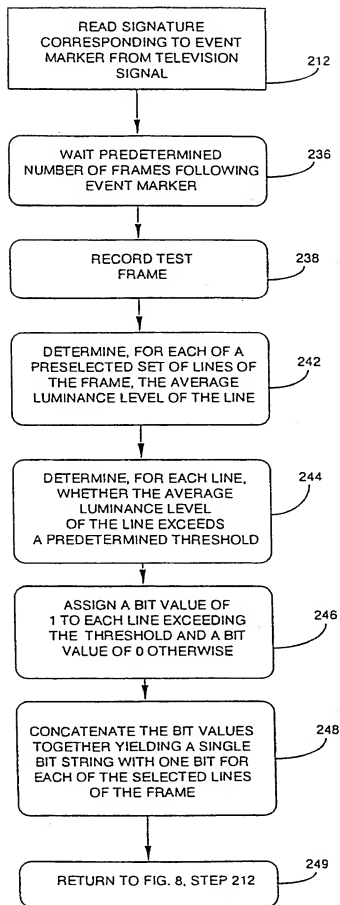 READ SIGNATURE
CORRESPONDING TO EVENT
MARKER FROM TELEVISION
SIGNAL
212
WAIT PREDETERMINED
NUMBER OF FRAMES FOLLOWING
EVENT MARKER
236
RECORD TEST
FRAME
238
DETERMINE, FOR EACH OF A
PRESELECTED SET OF LINES OF
THE FRAME, THE AVERAGE
LUMINANCE LEVEL OF THE LINE
242
DETERMINE, FOR EACH LINE,
WHETHER THE AVERAGE
LUMINANCE LEVEL
OF THE LINE EXCEEDS
A PREDETERMINED THRESHOLD
244
ASSIGN A BIT VALUE OF
1 TO EACH LINE EXCEEDING
THE THRESHOLD AND A BIT
VALUE OF 0 OTHERWISE
246
CONCATENATE THE BIT VALUES
TOGETHER YIELDING A SINGLE
BIT STRING WITH ONE BIT FOR
EACH OF THE SELECTED LINES
OF THE FRAME
248
RETURN TO FIG. 8, STEP 212
249